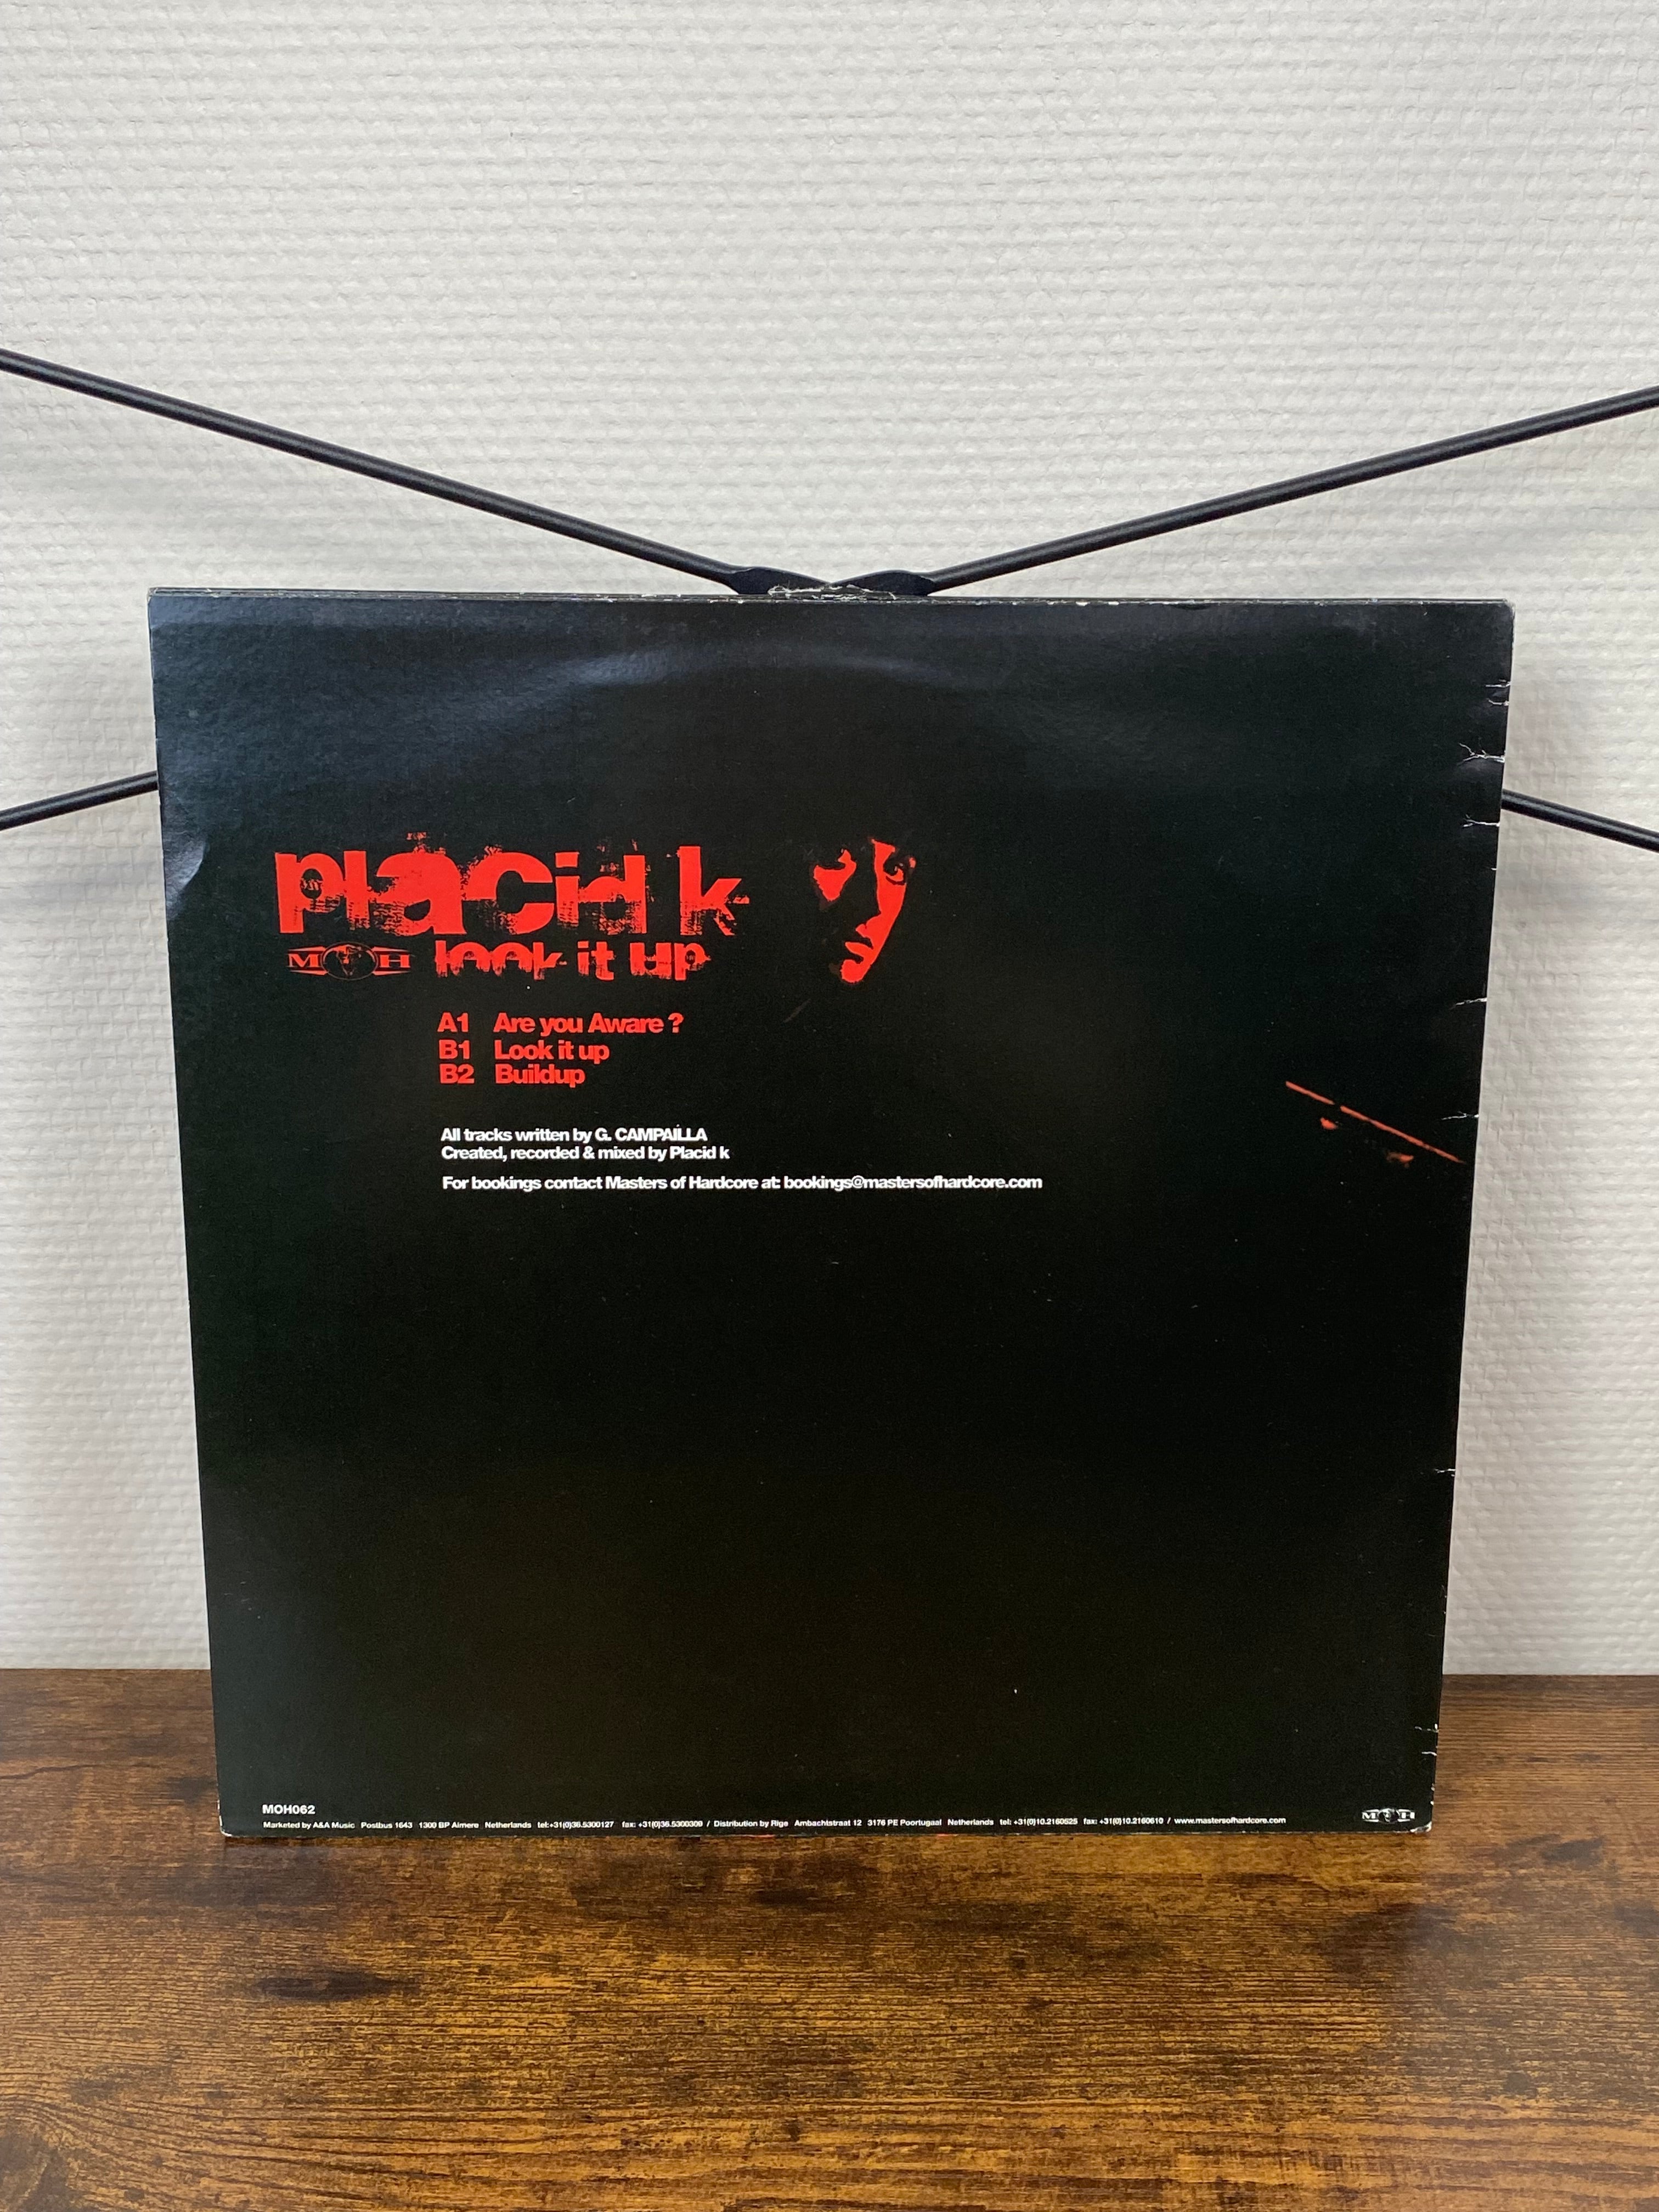 placid k
M H look it up
A1 Are you Aware ?
B1 Look it up
B2 Buildup
All tracks written by G. CAMPAILLA
Created, recorded & mixed by Placid k
For bookings contact Masters of Hardcore at: bookings@mastersofhardcore.com
MOH062
Marketed by A&A Music Postbus 1643 1300 BP Almere Netherlands tel:+31(0)36.5300127 fax: +31(0)36.5300309 / Distribution by Rige Ambachtstraat 12 3176 PE Poortugaal Netherlands tel: +31(0)10.2160525 fax: +31(0)10.2160610 / www.mastersofhardcore.com
M H